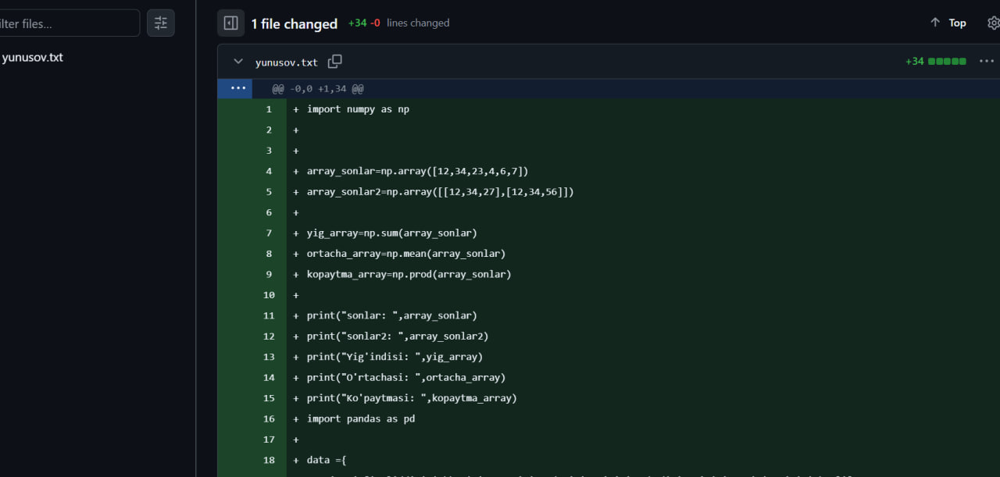 ilter files...
1 file changed +34 -0 lines changed
Top
yunusov.txt
yunusov.txt
+34
@@ -0,0 +1,34 @@
1 + import numpy as np
2 +
3 +
4 + array_sonlar=np.array([12,34,23,4,6,7])
5 + array_sonlar2=np.array([[12,34,27],[12,34,56]])
6 +
7 + yig_array=np.sum(array_sonlar)
8 + ortacha_array=np.mean(array_sonlar)
9 + kopaytma_array=np.prod(array_sonlar)
10 +
11 + print("sonlar: ",array_sonlar)
12 + print("sonlar2: ",array_sonlar2)
13 + print("Yig'indisi: ",yig_array)
14 + print("O'rtachasi: ",ortacha_array)
15 + print("Ko'paytmasi: ",kopaytma_array)
16 + import pandas as pd
17 +
18 + data ={